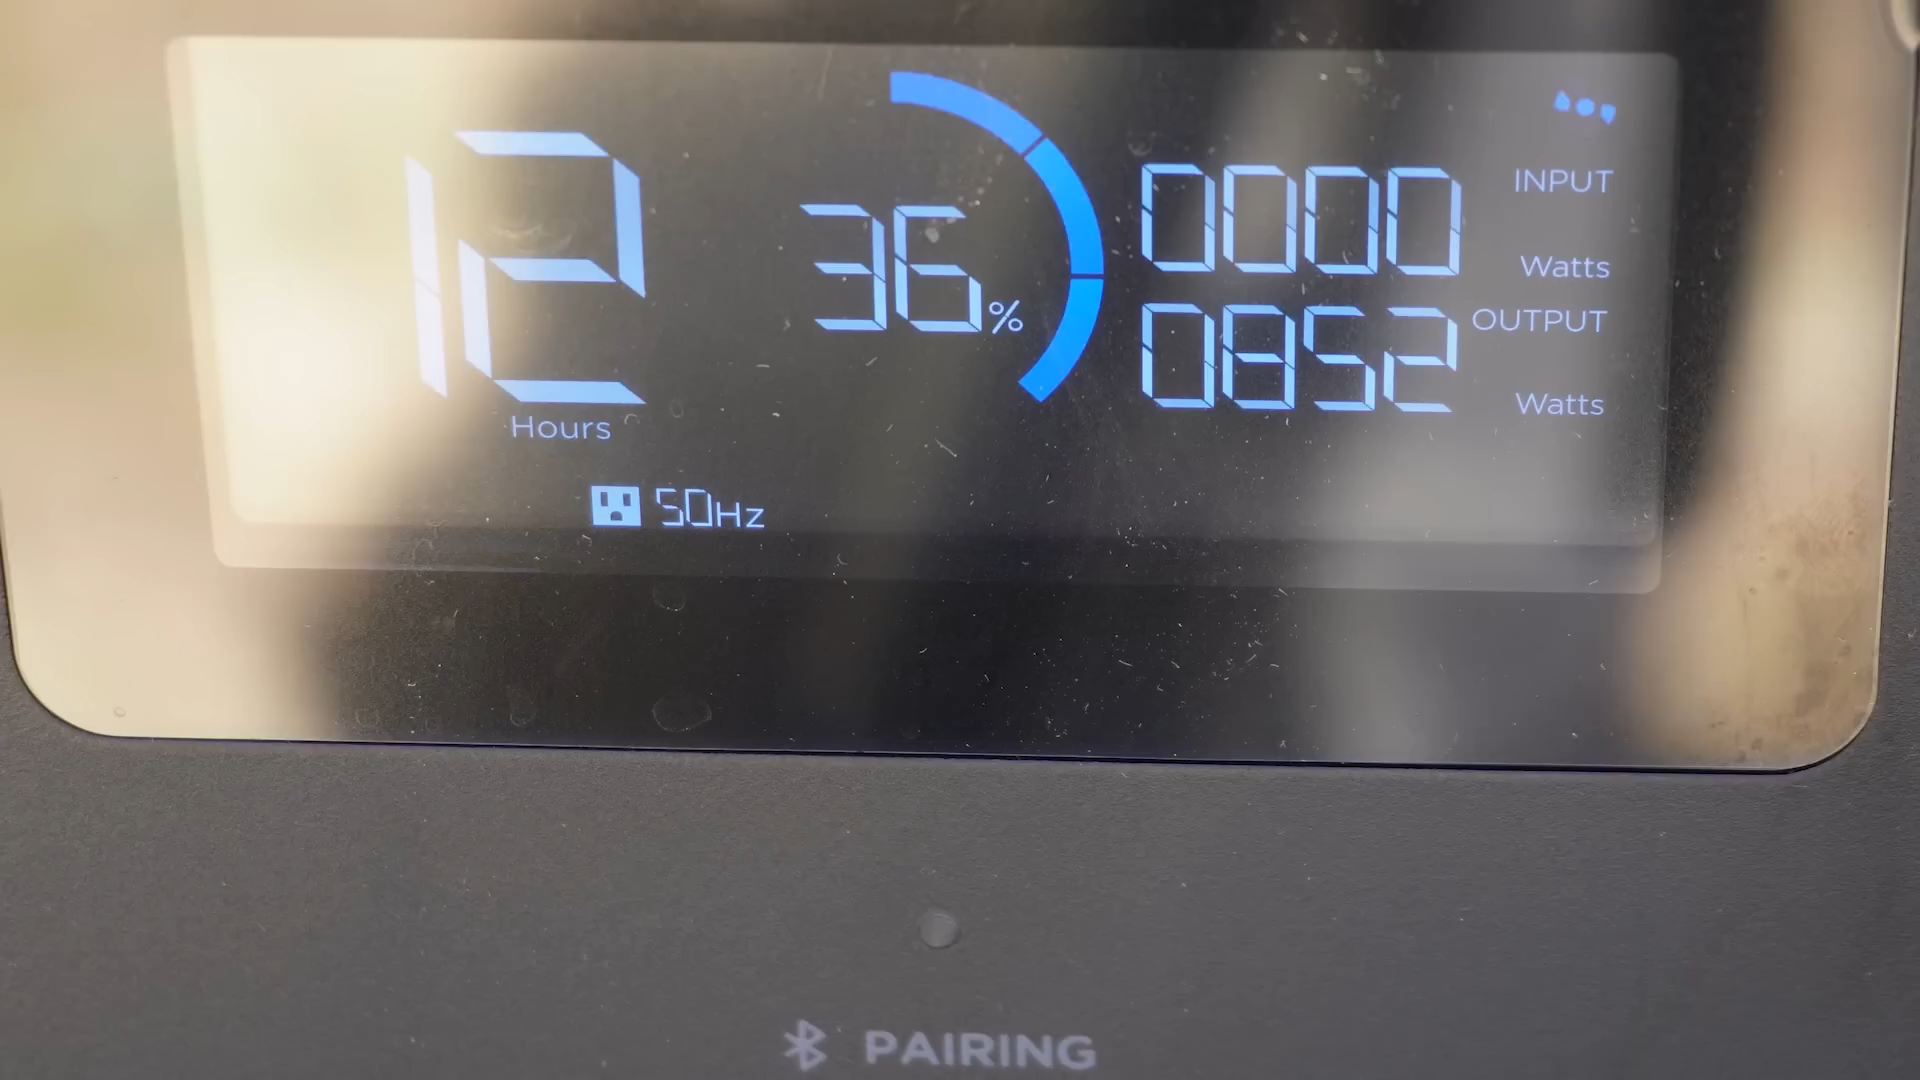 12
Hours
36%
0000
INPUT
Watts
0852
OUTPUT
Watts
50Hz
PAIRING